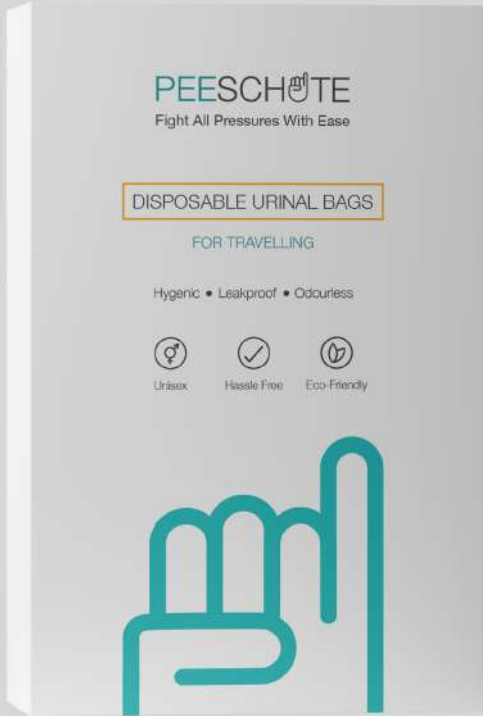 PEESCHUTE
Fight All Pressures With Ease
DISPOSABLE URINAL BAGS
FOR TRAVELLING
Hygenic • Leakproof • Odourless
Unisex Hassle Free Eco-Friendly